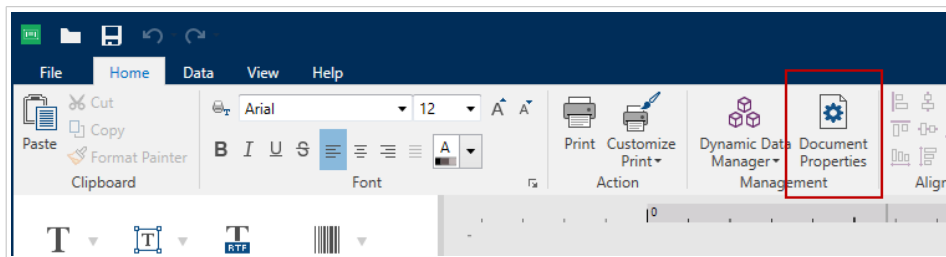 File Home Data View Help
Cut
Copy
Paste
Format Painter
Clipboard
Arial 12 A A
B I U S A
Font
Print
Customize
Print
Action
Dynamic Data
Manager
Document
Properties
Management
Align
0
T T T
RTF